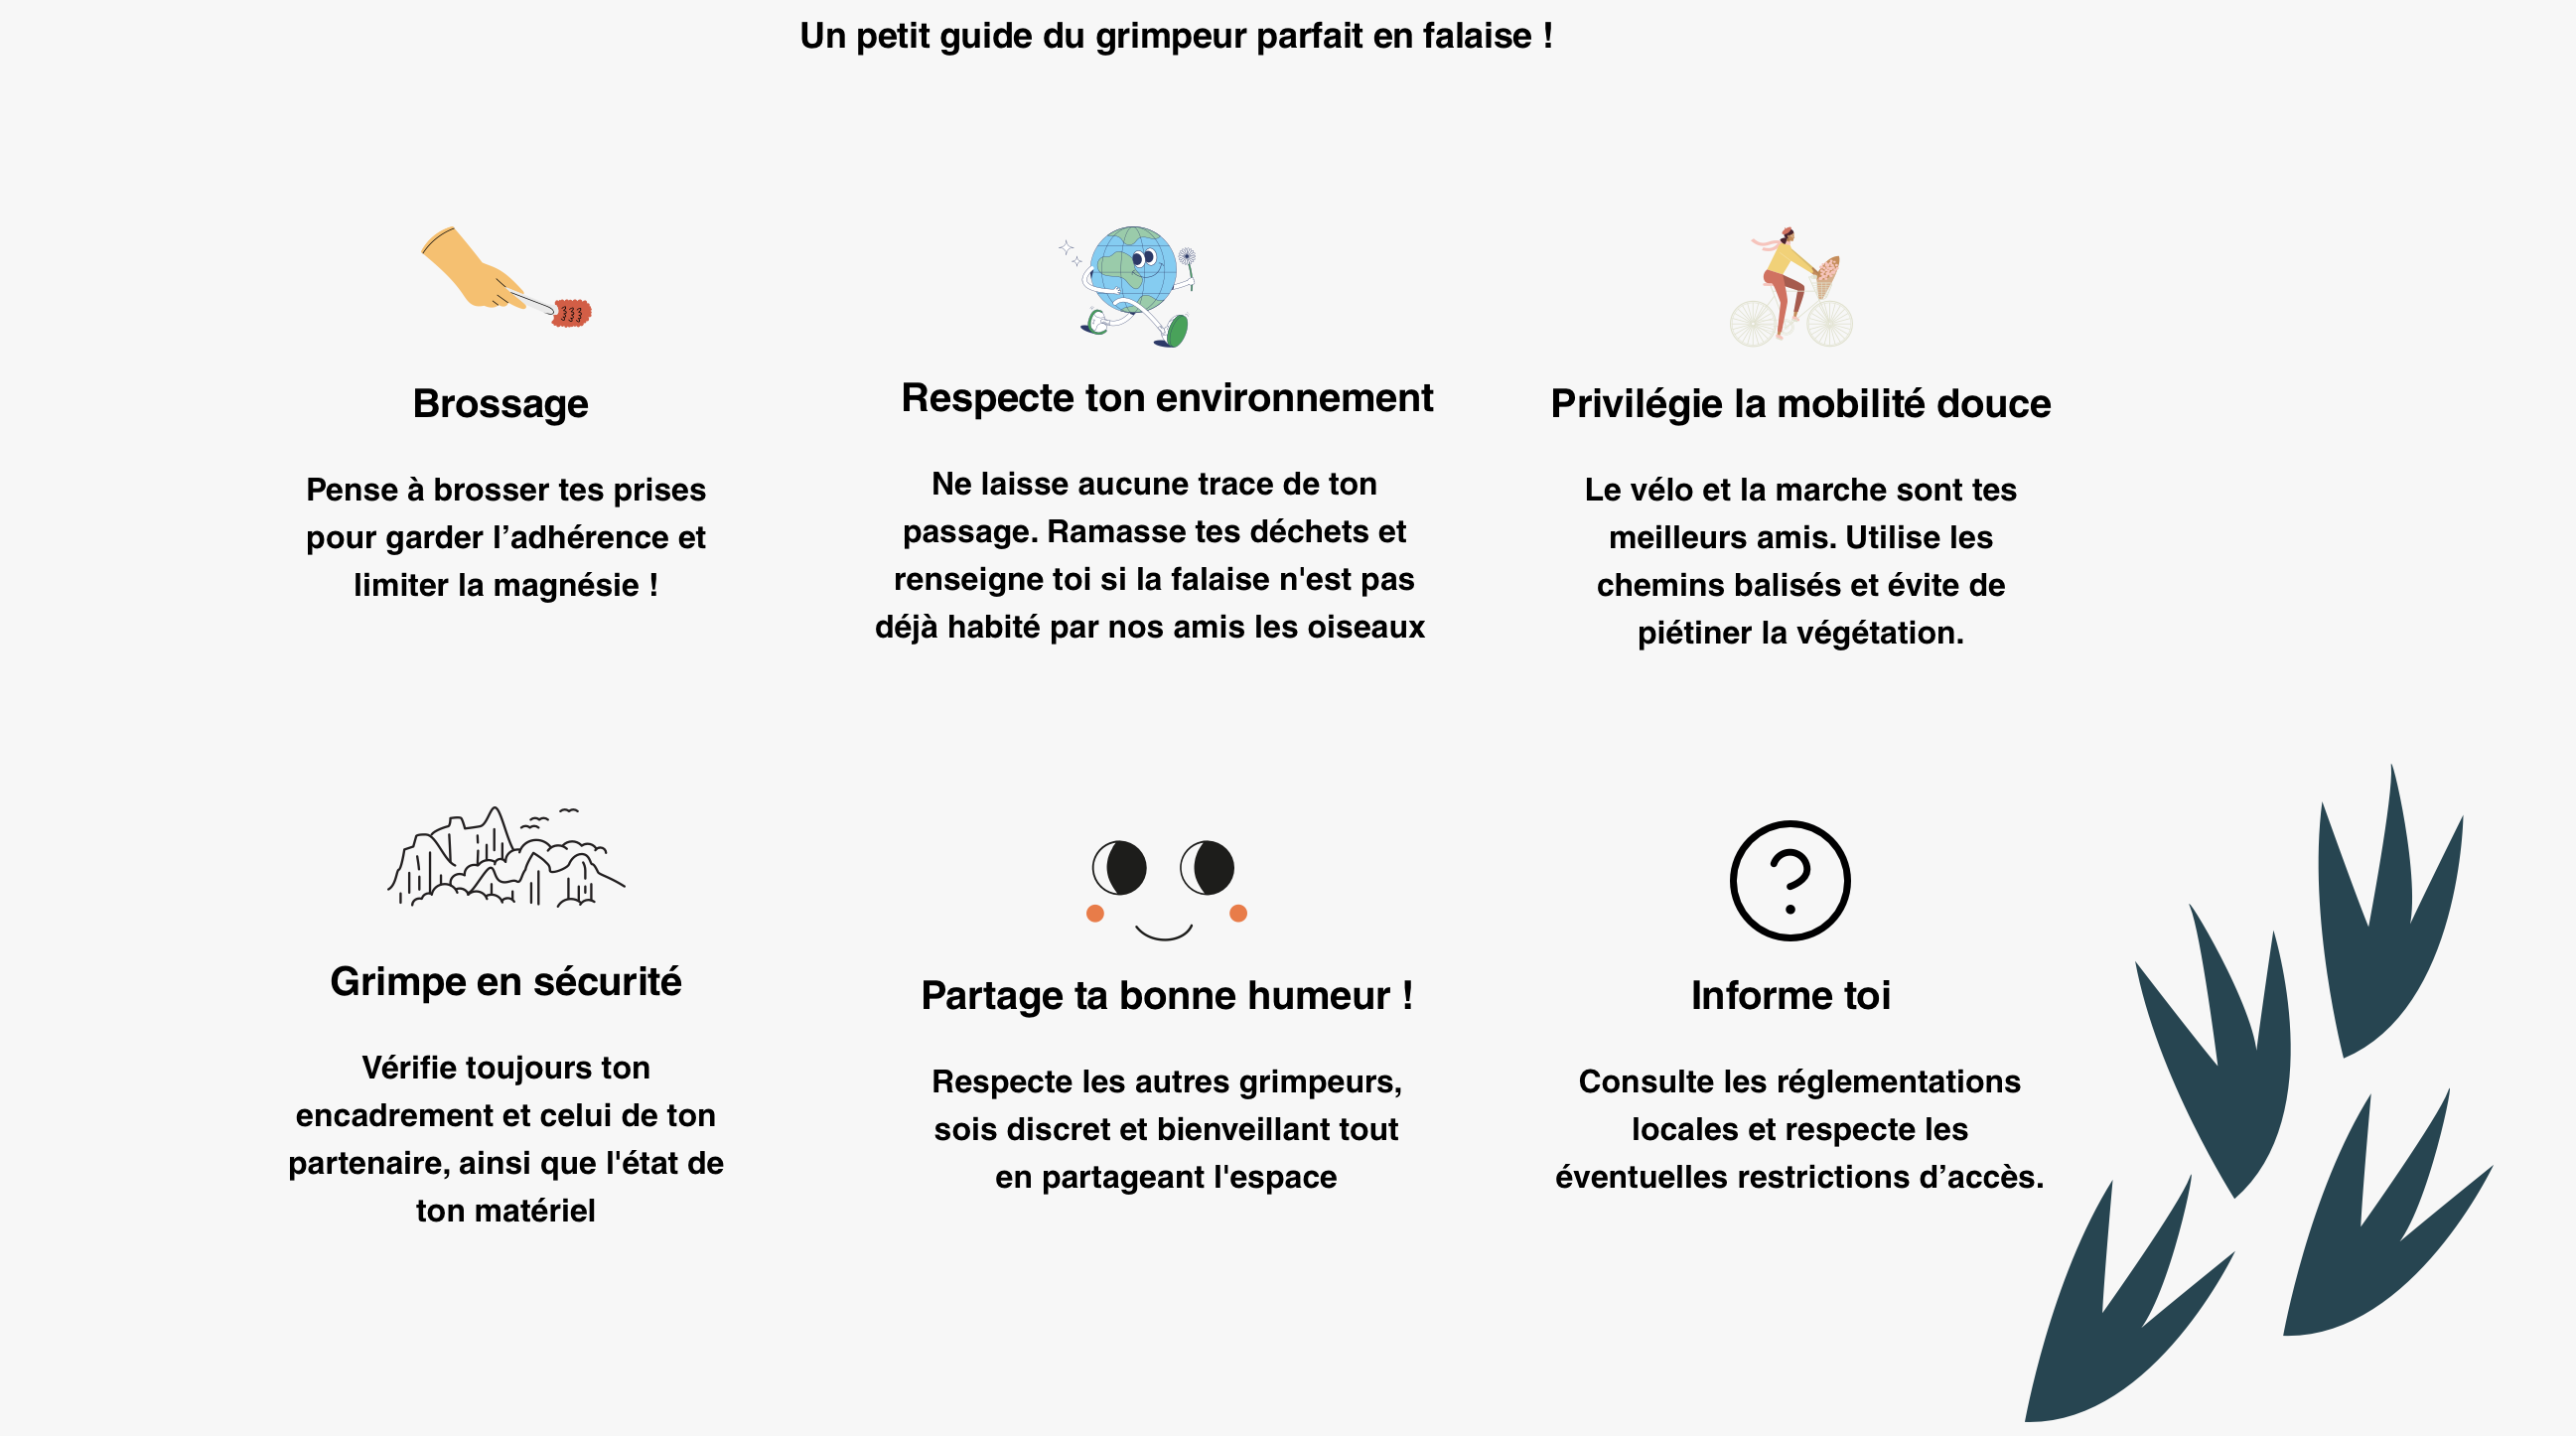 Un petit guide du grimpeur parfait en falaise !
Brossage
Pense à brosser tes prises
pour garder l’adhérence et
limiter la magnésie !
Respecte ton environnement
Ne laisse aucune trace de ton
passage. Ramasse tes déchets et
renseigne toi si la falaise n'est pas
déjà habité par nos amis les oiseaux
Privilégie la mobilité douce
Le vélo et la marche sont tes
meilleurs amis. Utilise les
chemins balisés et évite de
piétiner la végétation.
Grimpe en sécurité
Vérifie toujours ton
encadrement et celui de ton
partenaire, ainsi que l'état de
ton matériel
Partage ta bonne humeur !
Respecte les autres grimpeurs,
sois discret et bienveillant tout
en partageant l'espace
Informe toi
Consulte les réglementations
locales et respecte les
éventuelles restrictions d’accès.